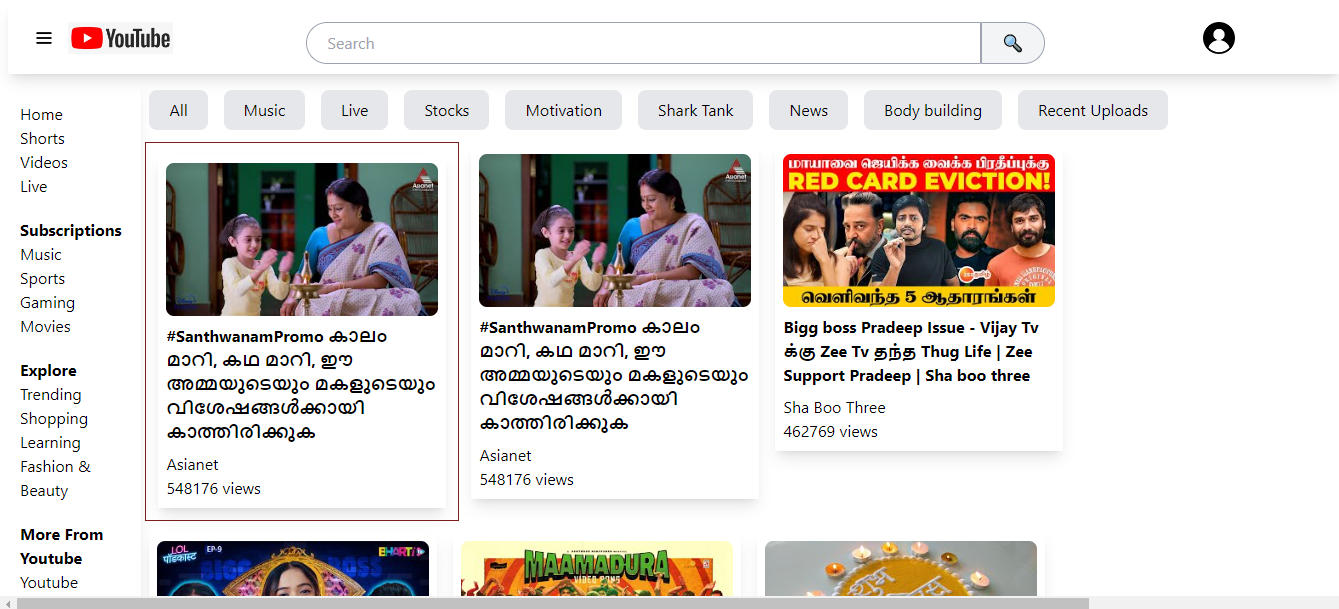 YouTube
Search
Home
Shorts
Videos
Live
Subscriptions
Music
Sports
Gaming
Movies
Explore
Trending
Shopping
Learning
Fashion &
Beauty
More From
Youtube
Youtube
All
Music
Live
Stocks
Motivation
Shark Tank
News
Body building
Recent Uploads
Asianet
#SanthwanamPromo കാലം
മാറി, കഥ മാറി, ഈ
അമ്മയുടെയും മകളുടെയും
വിശേഷങ്ങൾക്കായി
കാത്തിരിക്കുക
Asianet
548176 views
Asianet
#SanthwanamPromo കാലം
മാറി, കഥ മാറി, ഈ
അമ്മയുടെയും മകളുടെയും
വിശേഷങ്ങൾക്കായി
കാത്തിരിക്കുക
Asianet
548176 views
மாயாவை ஜெயிக்க வைக்க பிரதீப்புக்கு
RED CARD EVICTION!
வெளிவந்த 5 ஆதாரங்கள்
Bigg boss Pradeep Issue - Vijay Tv
க்கு Zee Tv தந்த Thug Life | Zee
Support Pradeep | Sha boo three
Sha Boo Three
462769 views
LOL
पॉडकास्ट
EP-9
BHARTI
BIGG BOSS
MAAMADURA
VIDEO SONG